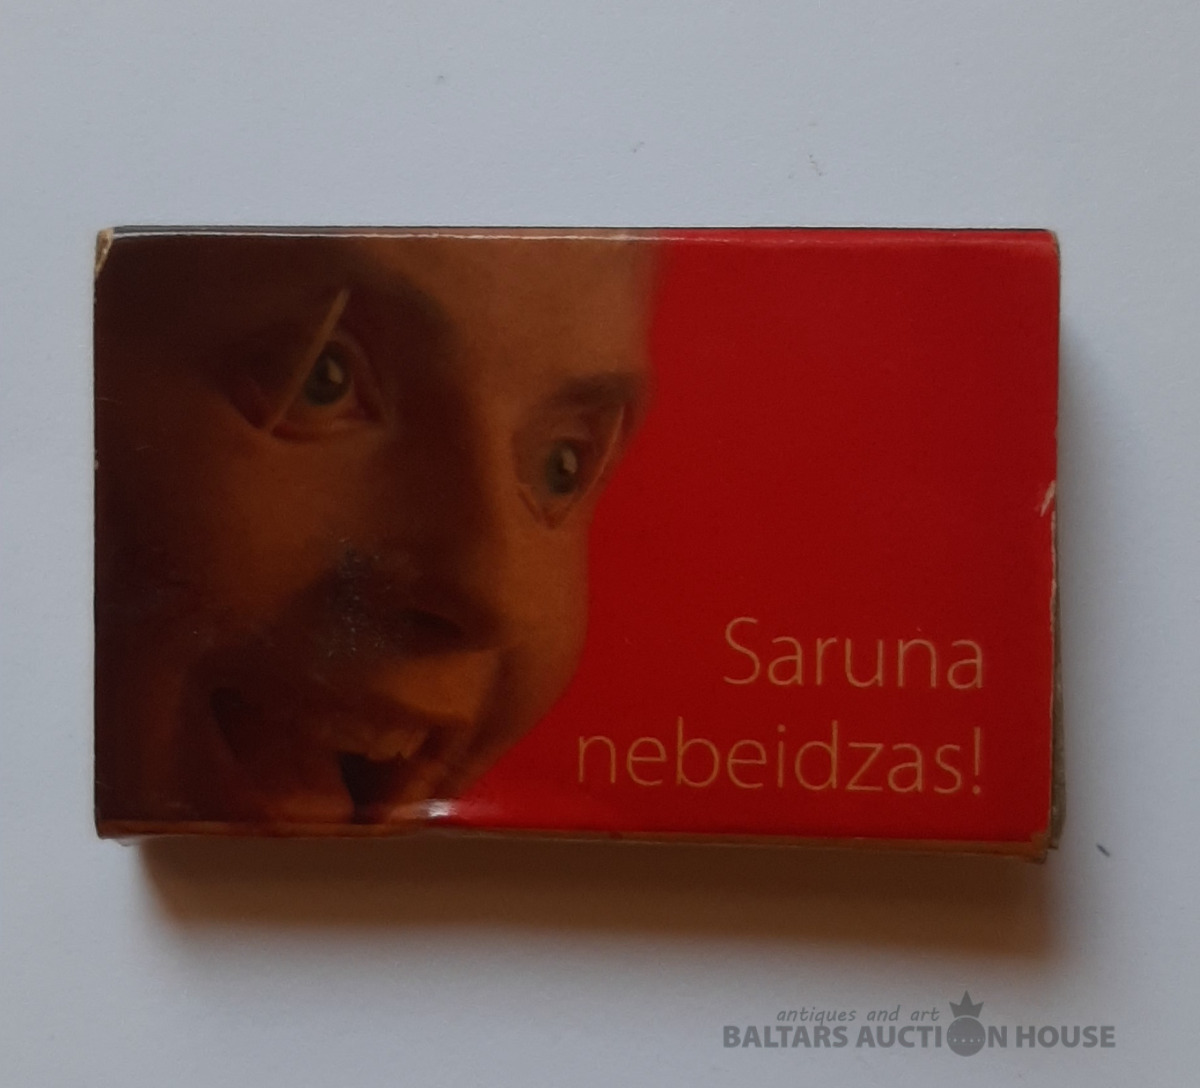 Saruna
nebeidzas!
antiques and art
BALTARS AUCTION HOUSE